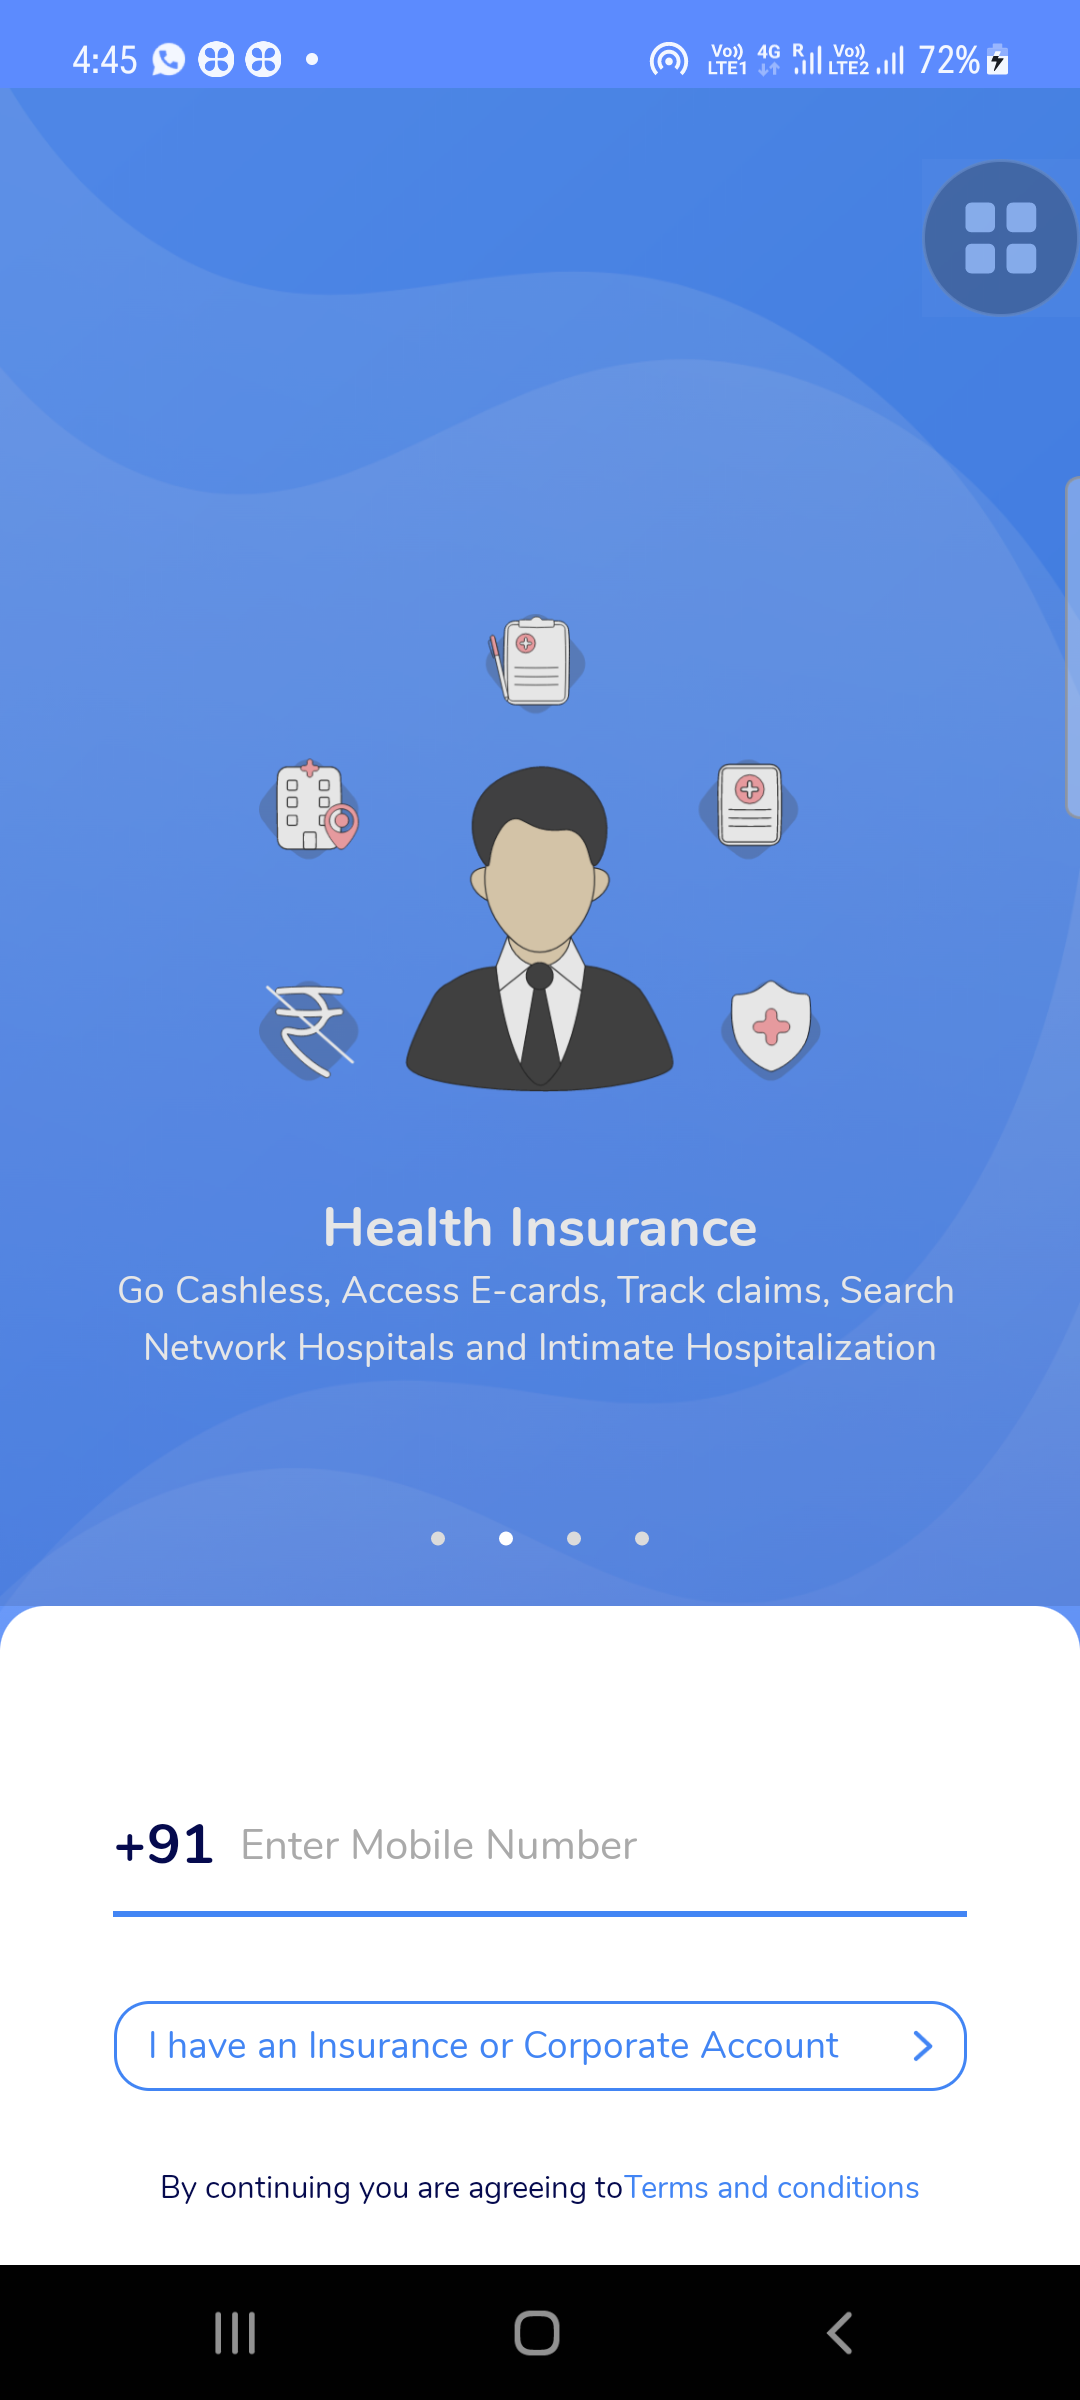 4:45
Vo)) LTE1 4G R Vo)) LTE2 72%
Health Insurance
Go Cashless, Access E-cards, Track claims, Search
Network Hospitals and Intimate Hospitalization
+91 Enter Mobile Number
I have an Insurance or Corporate Account
By continuing you are agreeing toTerms and conditions